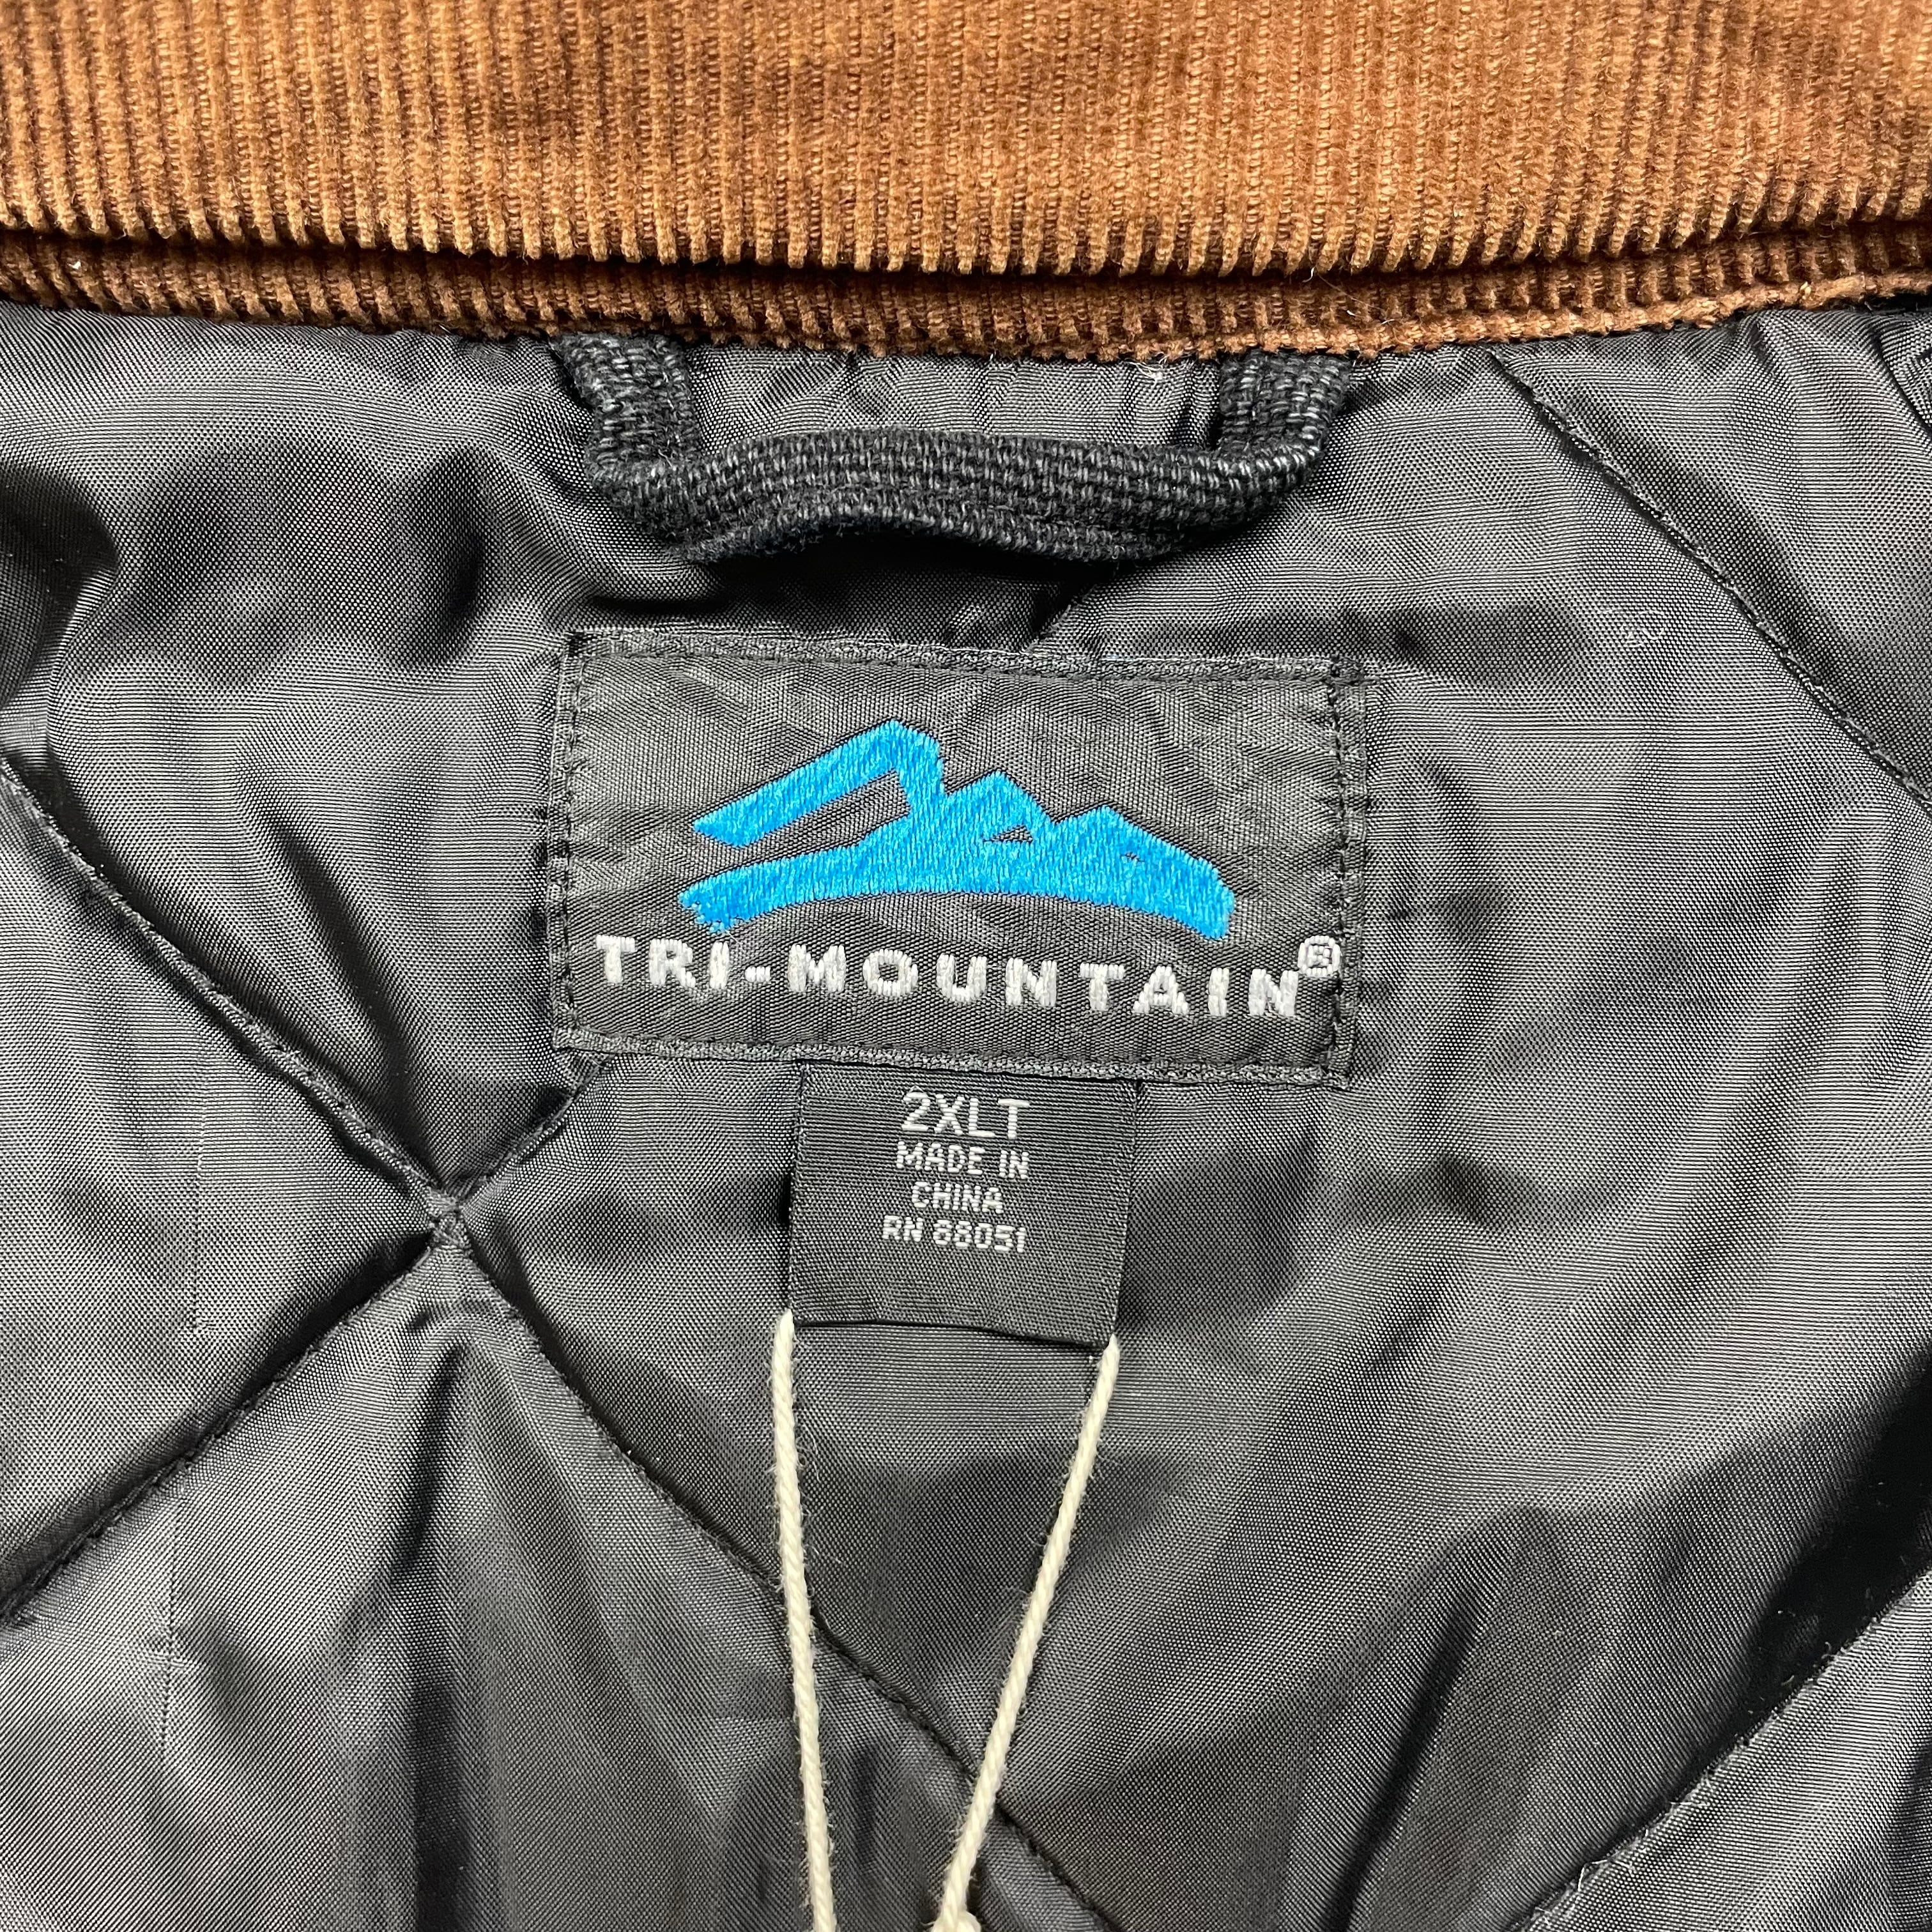 TRI-MOUNTAIN®
2XLT
MADE IN
CHINA
RN 88051